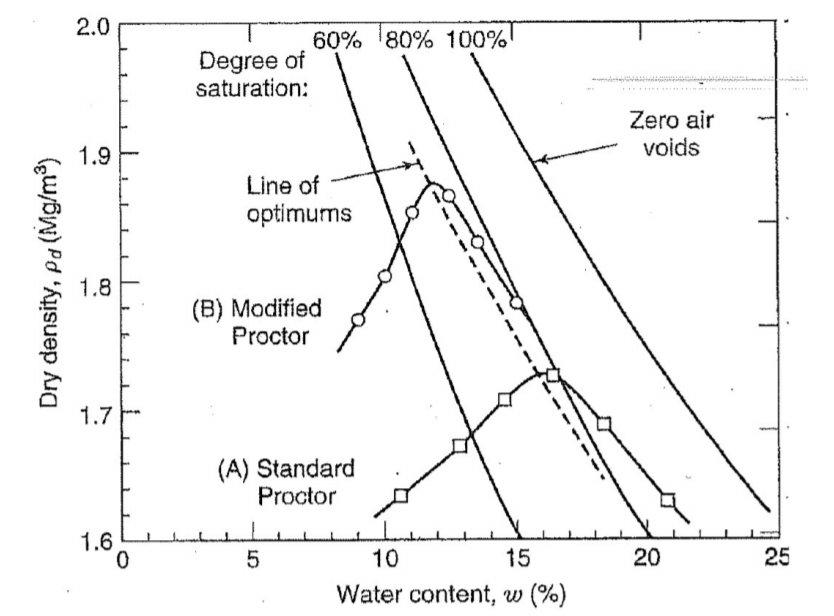 2.0
60%
80%
100%
Degree of
saturation:
Zero air
voids
1.9
Line of
optimums
Dry density, ρd (Mg/m³)
1.8
(B) Modified
Proctor
1.7
(A) Standard
Proctor
1.6
0
5
10
15
20
25
Water content, w (%)